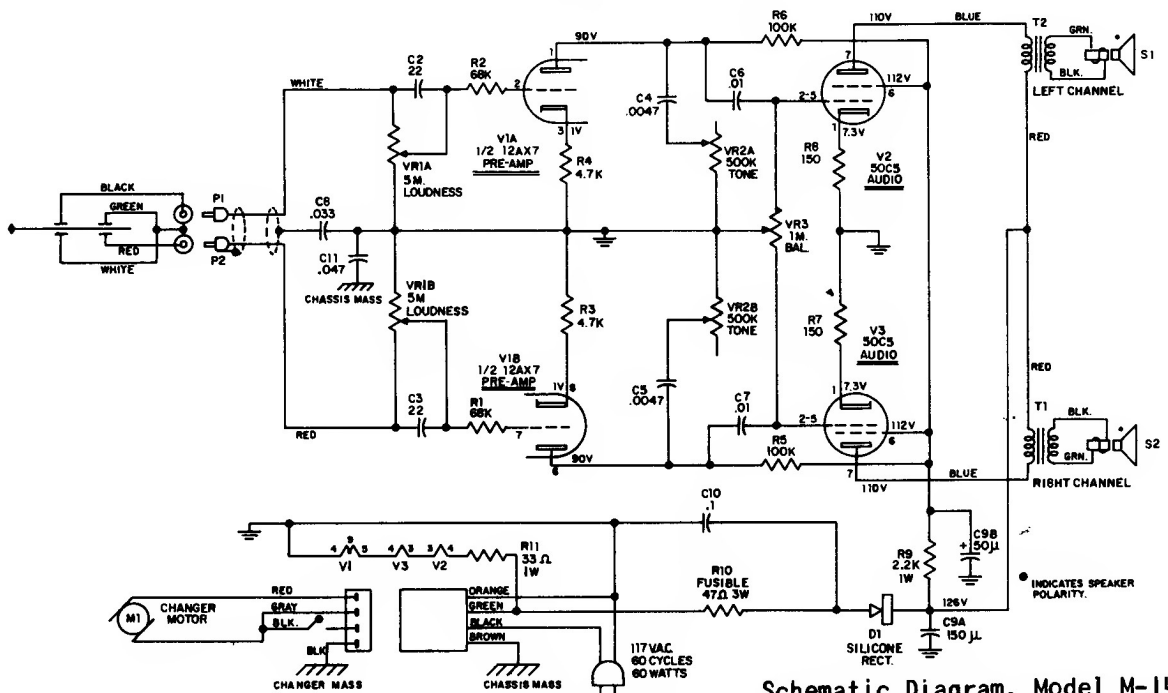 R6
100K
110V
BLUE
T2
GRN.
S1
BLK.
LEFT CHANNEL
90V
C2
22
R2
68K
1
2
3
1V
WHITE
C4
.0047
C6
.01
7
2-5
112V
6
1
7.3V
RED
V1A
1/2 12AX7
PRE-AMP
R4
4.7K
VR1A
5M.
LOUDNESS
VR2A
500K
TONE
R8
150
V2
50C5
AUDIO
BLACK
GREEN
RED
WHITE
P1
P2
C8
.033
C11
.047
CHASSIS MASS
VR3
1M.
BAL.
VR1B
5M
LOUDNESS
R3
4.7K
VR2B
500K
TONE
R7
150
V3
50C5
AUDIO
V1B
1/2 12AX7
PRE-AMP
1V
8
C5
.0047
1
7.3V
RED
T1
BLK.
C3
22
R1
68K
7
C7
.01
2-5
112V
6
GRN.
S2
RED
90V
6
R5
100K
7
110V
BLUE
RIGHT CHANNEL
C10
.1
4
9
5
4
3
3
4
V1
V3
V2
R11
33 Ω
1W
R10
FUSIBLE
47Ω 3W
R9
2.2K
1W
C9B
50μ
+
INDICATES SPEAKER
POLARITY.
M1
CHANGER
MOTOR
RED
GRAY
BLK.
BLK
ORANGE
GREEN
BLACK
BROWN
D1
SILICONE
RECT.
126V
C9A
150μ
117 VAC
60 CYCLES
60 WATTS
CHANGER MASS
CHASSIS MASS
Schematic Diagram, Model